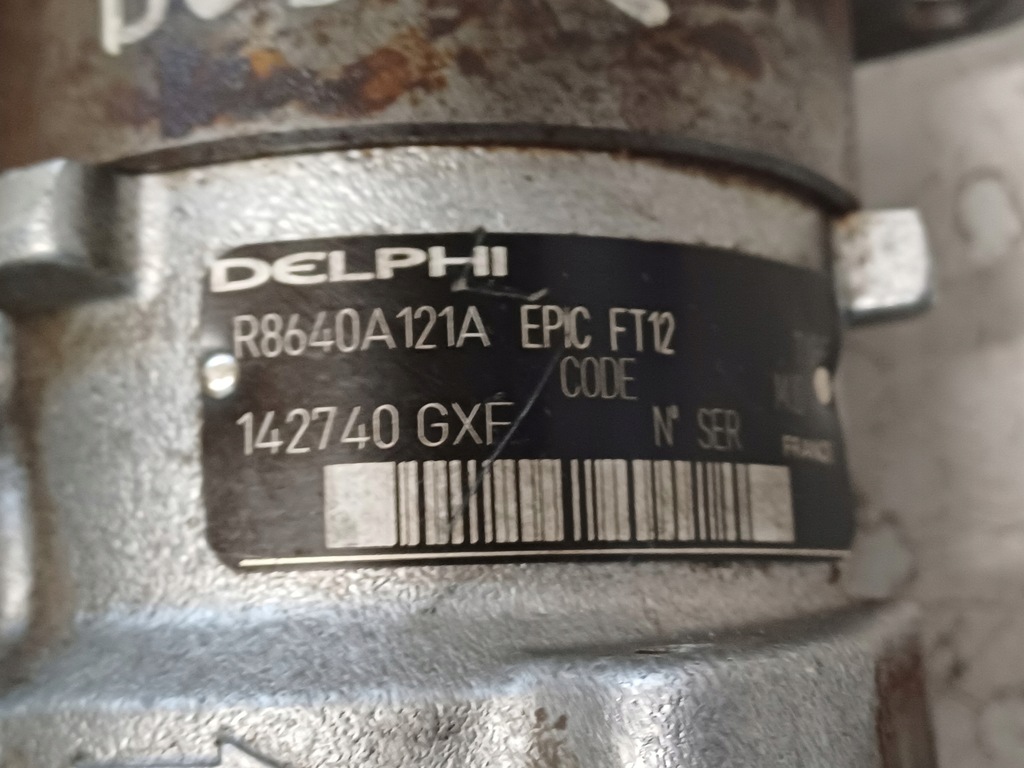 DELPHI
R8640A121A EPIC FT12
CODE
142740 GXF N° SER
FRANCE